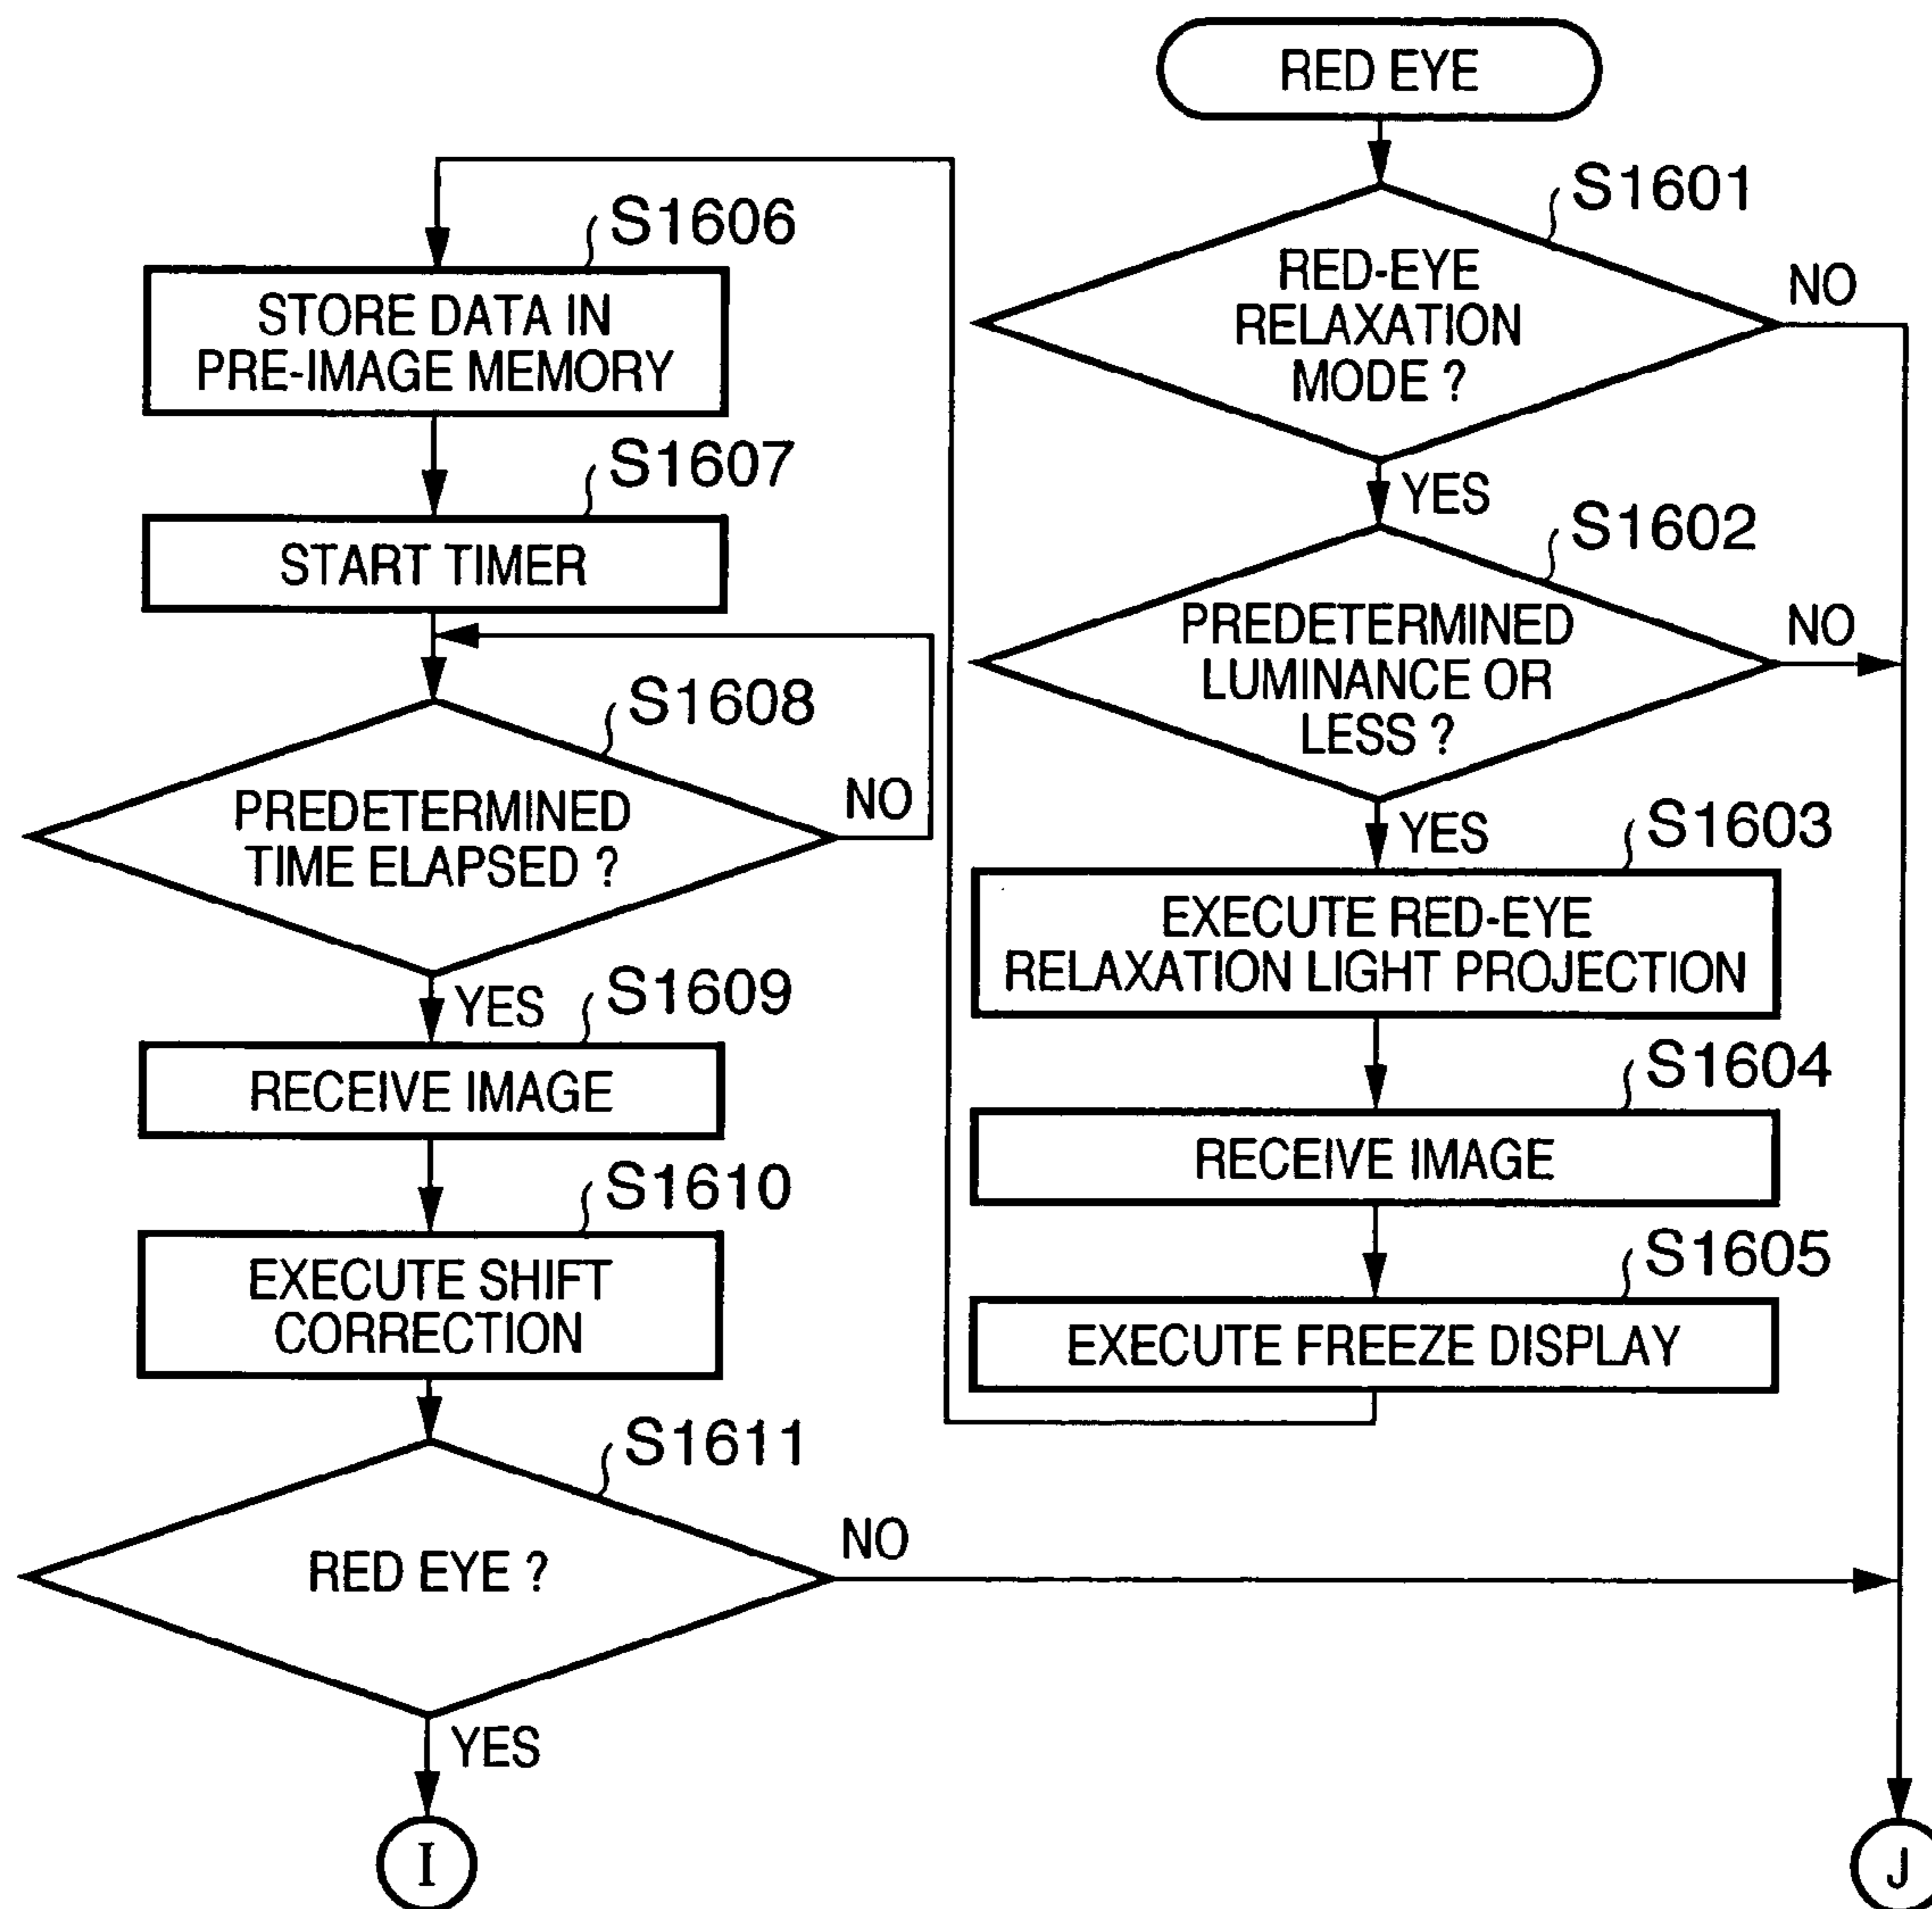 RED EYE
S1601
RED-EYE
RELAXATION
MODE ?
NO
YES
S1602
PREDETERMINED
LUMINANCE OR
LESS ?
NO
YES
S1603
EXECUTE RED-EYE
RELAXATION LIGHT PROJECTION
S1604
RECEIVE IMAGE
S1605
EXECUTE FREEZE DISPLAY
S1606
STORE DATA IN
PRE-IMAGE MEMORY
S1607
START TIMER
S1608
PREDETERMINED
TIME ELAPSED ?
NO
YES
S1609
RECEIVE IMAGE
S1610
EXECUTE SHIFT
CORRECTION
S1611
RED EYE ?
NO
YES
I
J